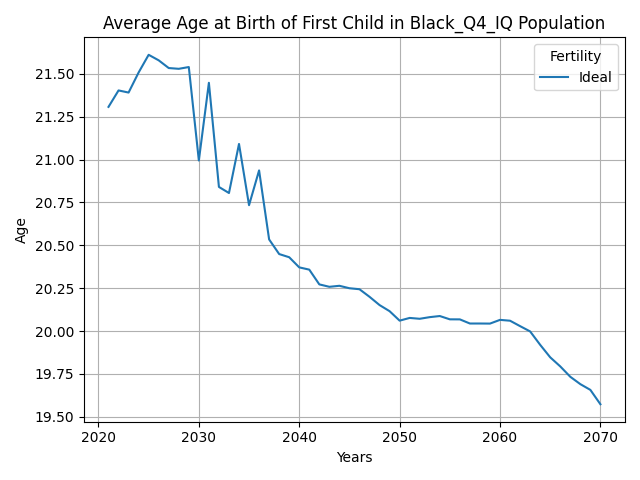 Average Age at Birth of First Child in Black_Q4_IQ Population
Fertility
Ideal
21.50
21.25
21.00
20.75
20.50
20.25
20.00
19.75
19.50
Age
2020 2030 2040 2050 2060 2070
Years